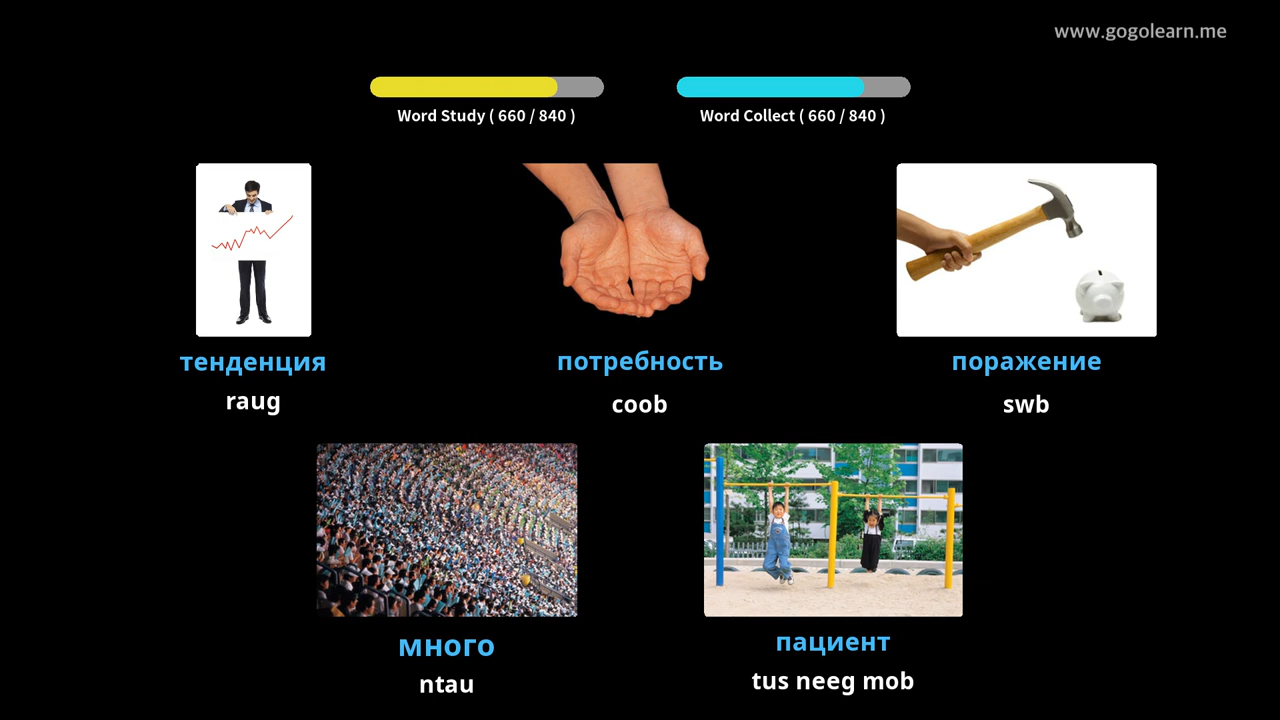 www.gogolearn.me
Word Study ( 660 / 840 )
Word Collect ( 660 / 840 )
тенденция
raug
потребность
coob
поражение
swb
много
ntau
пациент
tus neeg mob